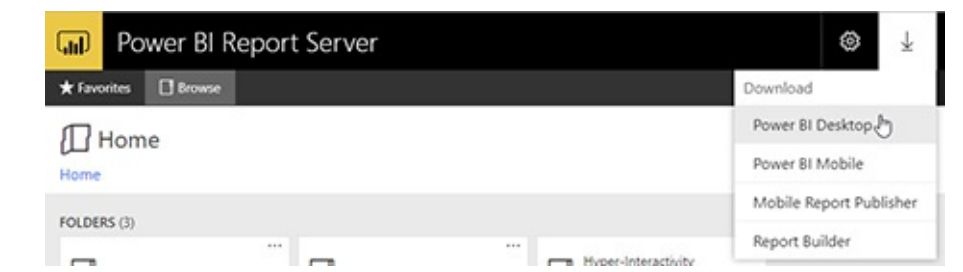 Power BI Report Server
Favorites Browse
Download
Power BI Desktop
Home
Power BI Mobile
Home
Mobile Report Publisher
FOLDERS (3)
Report Builder
Hyper-Interactivity